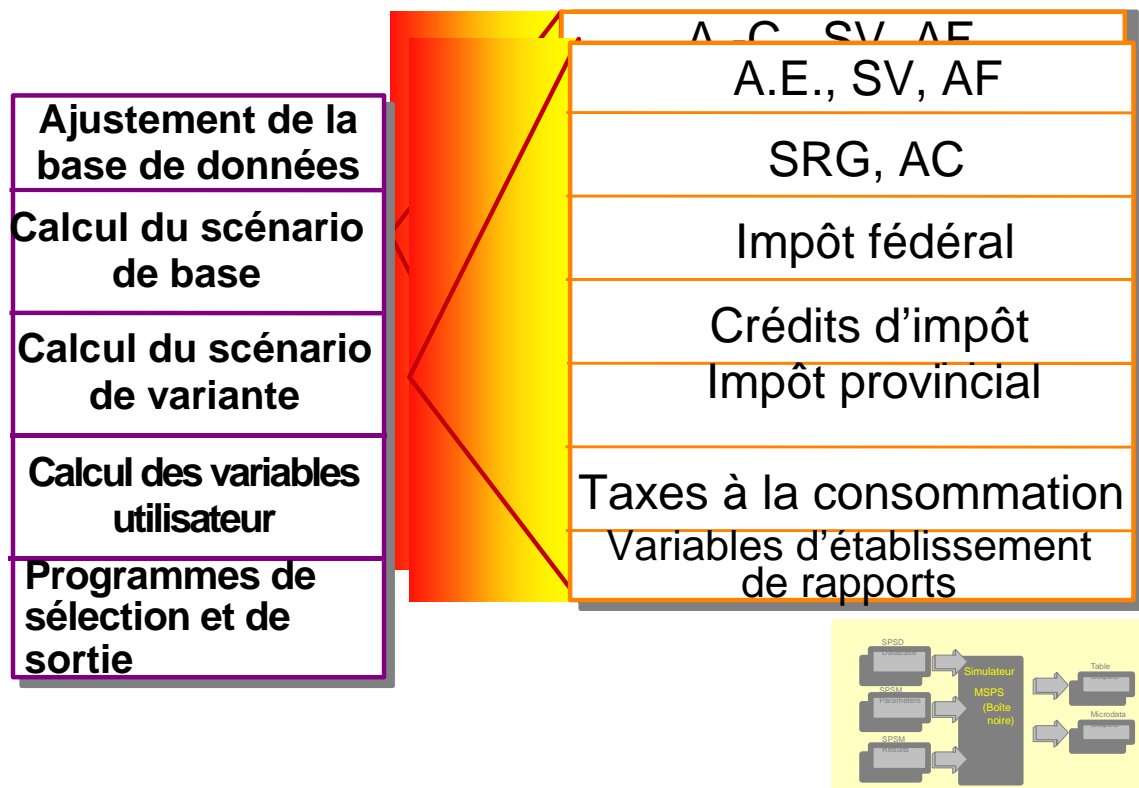 Ajustement de la
base de données
Calcul du scénario
de base
Calcul du scénario
de variante
Calcul des variables
utilisateur
Programmes de
sélection et de
sortie
A.E., SV, AF
SRG, AC
Impôt fédéral
Crédits d’impôt
Impôt provincial
Taxes à la consommation
Variables d’établissement
de rapports
SPSD
SPSM
Parameters
SPSM
Results
Simulateur
MSPS
(Boîte
noire)
Table
Microdata